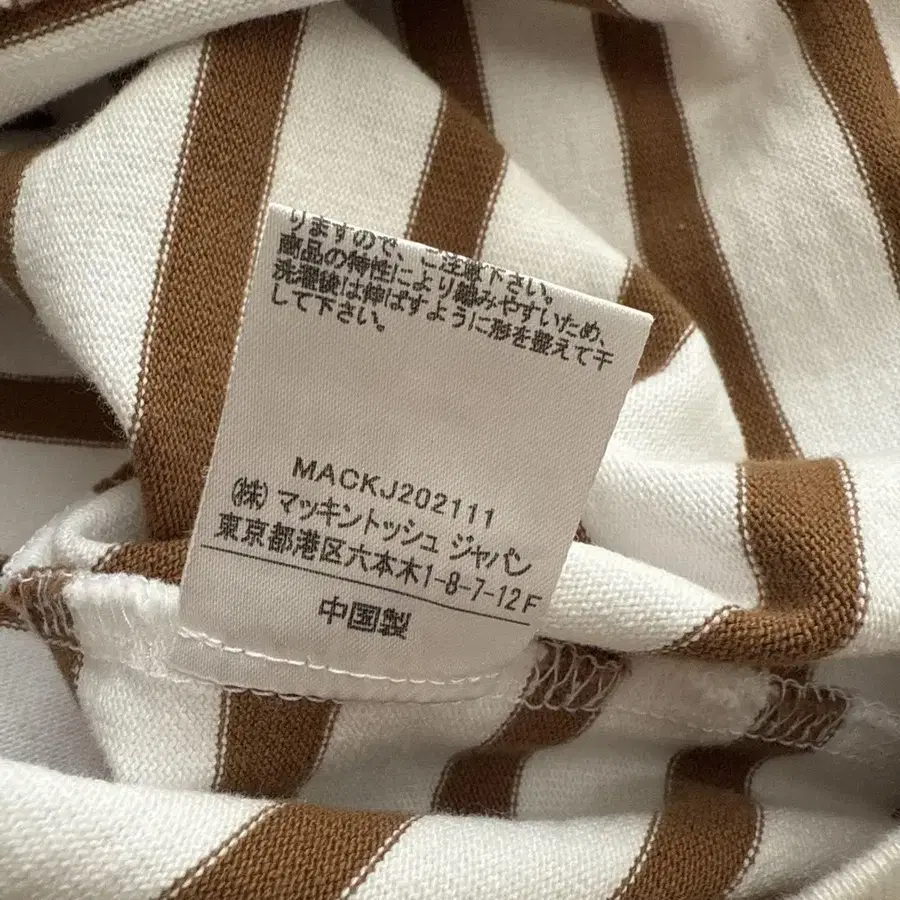 りますので、ご注意下さい。
商品の特性により縮みやすいため、
洗濯後は伸ばすように形を整えて干
して下さい。
MACKJ202111
(株) マッキントッシュ ジャパン
東京都港区六本木1-8-7-12F
中国製